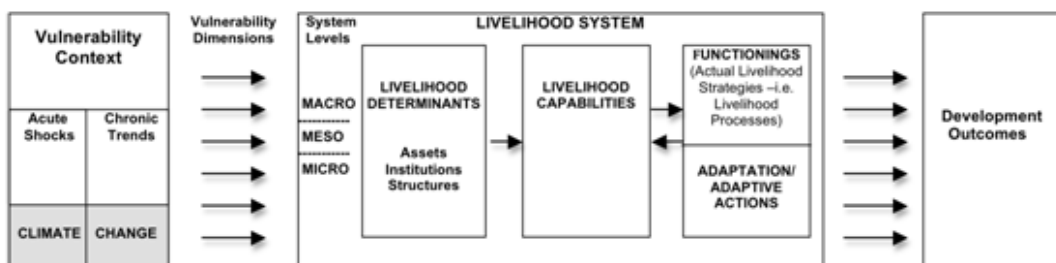 Vulnerability
Context
Acute
Shocks
Chronic
Trends
CLIMATE
CHANGE
Vulnerability
Dimensions
System
Levels
LIVELIHOOD SYSTEM
MACRO
MESO
MICRO
LIVELIHOOD
DETERMINANTS
Assets
Institutions
Structures
LIVELIHOOD
CAPABILITIES
FUNCTIONINGS
(Actual Livelihood
Strategies –i.e.
Livelihood
Processes)
ADAPTATION/
ADAPTIVE
ACTIONS
Development
Outcomes